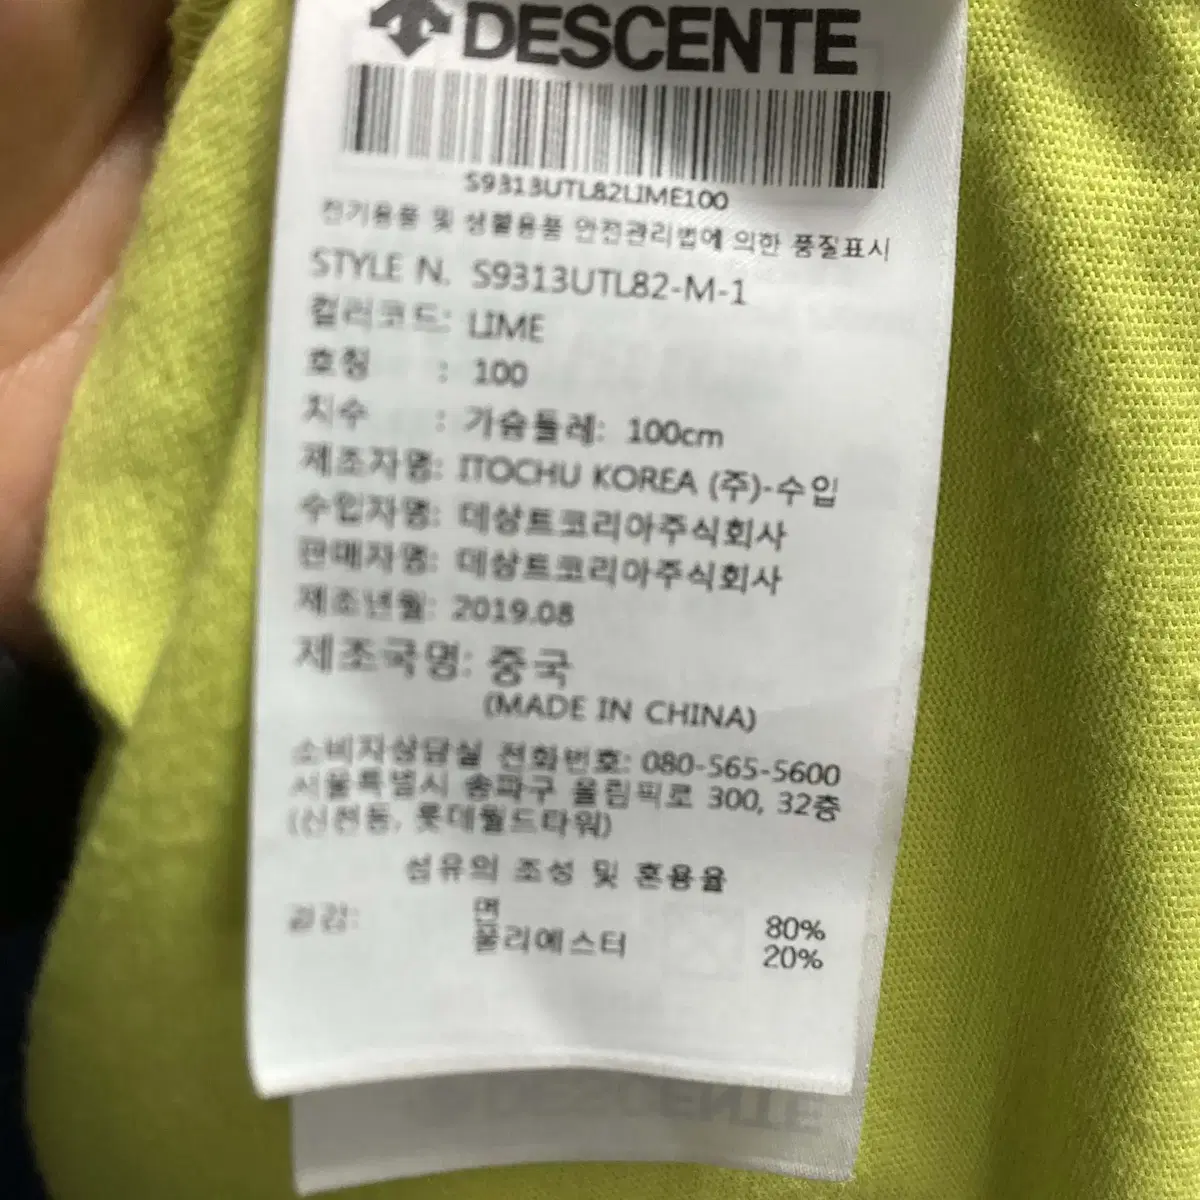 DESCENTE
S9313UTL82LIME100
전기용품 및 생활용품 안전관리법에 의한 품질표시
STYLE N. S9313UTL82-M-1
컬러코드: LIME
호칭 : 100
치수 : 가슴둘레: 100cm
제조자명: ITOCHU KOREA (주)-수입
수입자명: 데상트코리아주식회사
판매자명: 데상트코리아주식회사
제조년월: 2019.08
제조국명: 중국
(MADE IN CHINA)
소비자상담실 전화번호: 080-565-5600
서울특별시 송파구 올림픽로 300, 32층
(신천동, 롯데월드타워)
섬유의 조성 및 혼용율
겉감: 면 80%
폴리에스터 20%